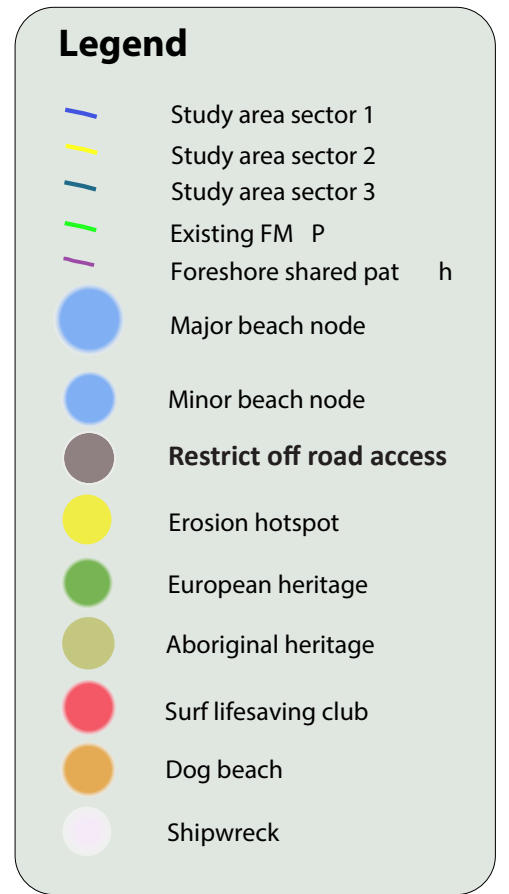 Legend
Study area sector 1
Study area sector 2
Study area sector 3
Existing FM P
Foreshore shared pat h
Major beach node
Minor beach node
Restrict off road access
Erosion hotspot
European heritage
Aboriginal heritage
Surf lifesaving club
Dog beach
Shipwreck